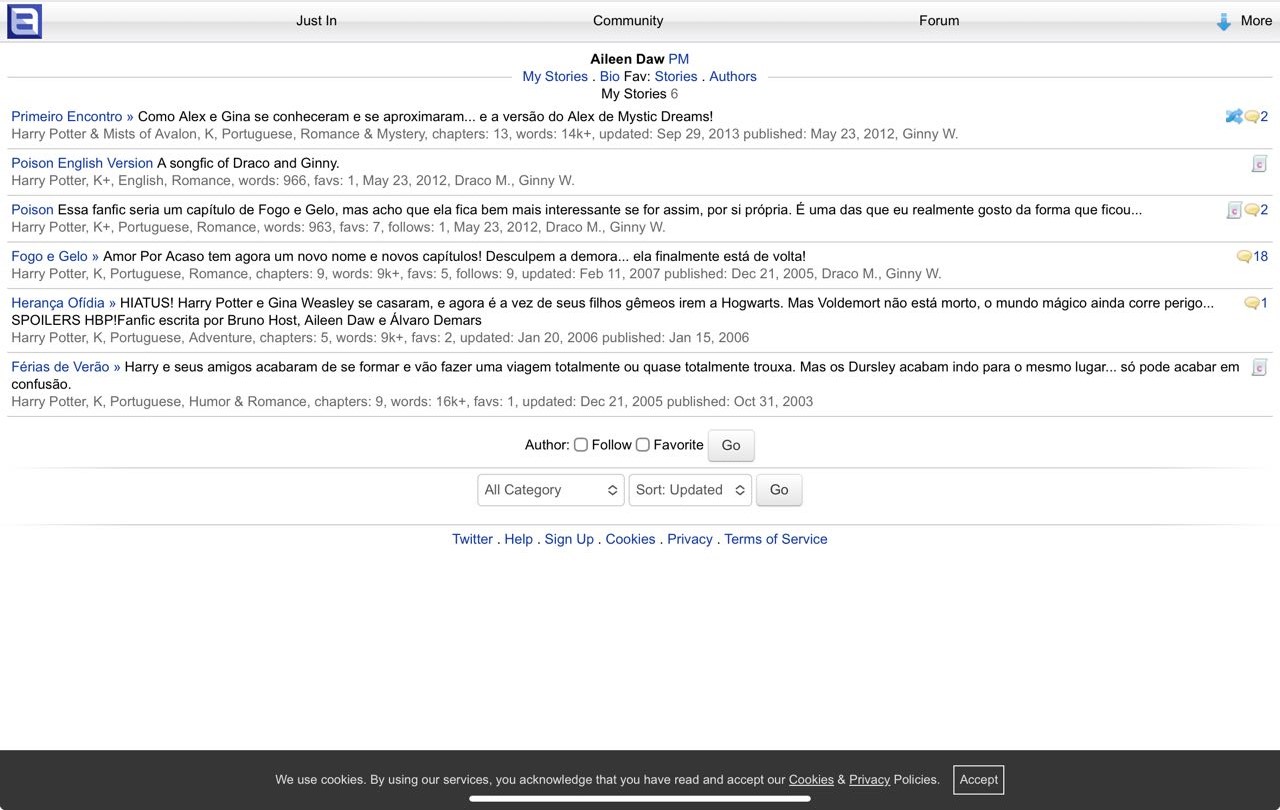 Just In Community Forum More
Aileen Daw PM
My Stories . Bio Fav: Stories . Authors
My Stories 6
Primeiro Encontro » Como Alex e Gina se conheceram e se aproximaram... e a versão do Alex de Mystic Dreams! 2
Harry Potter & Mists of Avalon, K, Portuguese, Romance & Mystery, chapters: 13, words: 14k+, updated: Sep 29, 2013 published: May 23, 2012, Ginny W.
Poison English Version A songfic of Draco and Ginny. c
Harry Potter, K+, English, Romance, words: 966, favs: 1, May 23, 2012, Draco M., Ginny W.
Poison Essa fanfic seria um capítulo de Fogo e Gelo, mas acho que ela fica bem mais interessante se for assim, por si própria. É uma das que eu realmente gosto da forma que ficou... c 2
Harry Potter, K+, Portuguese, Romance, words: 963, favs: 7, follows: 1, May 23, 2012, Draco M., Ginny W.
Fogo e Gelo » Amor Por Acaso tem agora um novo nome e novos capítulos! Desculpem a demora... ela finalmente está de volta! 18
Harry Potter, K, Portuguese, Romance, chapters: 9, words: 9k+, favs: 5, follows: 9, updated: Feb 11, 2007 published: Dec 21, 2005, Draco M., Ginny W.
Herança Ofídia » HIATUS! Harry Potter e Gina Weasley se casaram, e agora é a vez de seus filhos gêmeos irem a Hogwarts. Mas Voldemort não está morto, o mundo mágico ainda corre perigo... 1
SPOILERS HBP!Fanfic escrita por Bruno Host, Aileen Daw e Álvaro Demars
Harry Potter, K, Portuguese, Adventure, chapters: 5, words: 9k+, favs: 2, updated: Jan 20, 2006 published: Jan 15, 2006
Férias de Verão » Harry e seus amigos acabaram de se formar e vão fazer uma viagem totalmente ou quase totalmente trouxa. Mas os Dursley acabam indo para o mesmo lugar... só pode acabar em c
confusão.
Harry Potter, K, Portuguese, Humor & Romance, chapters: 9, words: 16k+, favs: 1, updated: Dec 21, 2005 published: Oct 31, 2003
Author: Follow Favorite Go
All Category Sort: Updated Go
Twitter . Help . Sign Up . Cookies . Privacy . Terms of Service
We use cookies. By using our services, you acknowledge that you have read and accept our Cookies & Privacy Policies. Accept